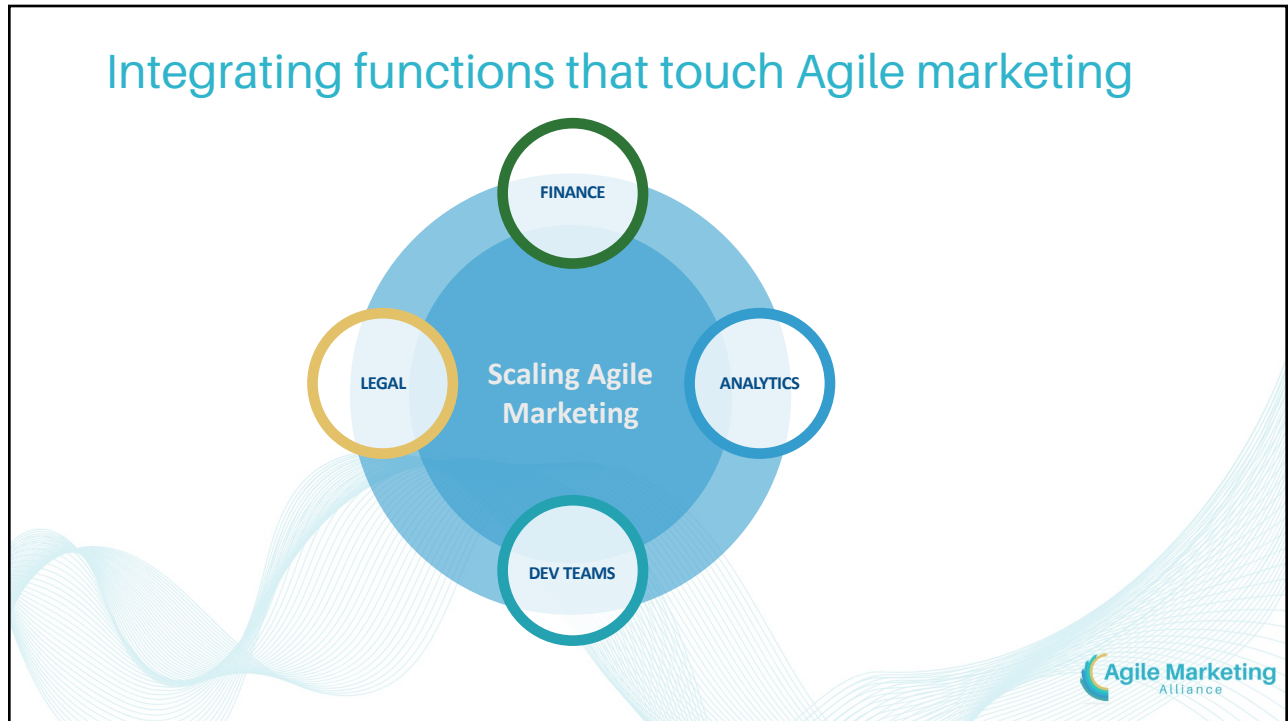 Integrating functions that touch Agile marketing
FINANCE
LEGAL
Scaling Agile
Marketing
ANALYTICS
DEV TEAMS
Agile Marketing
Alliance